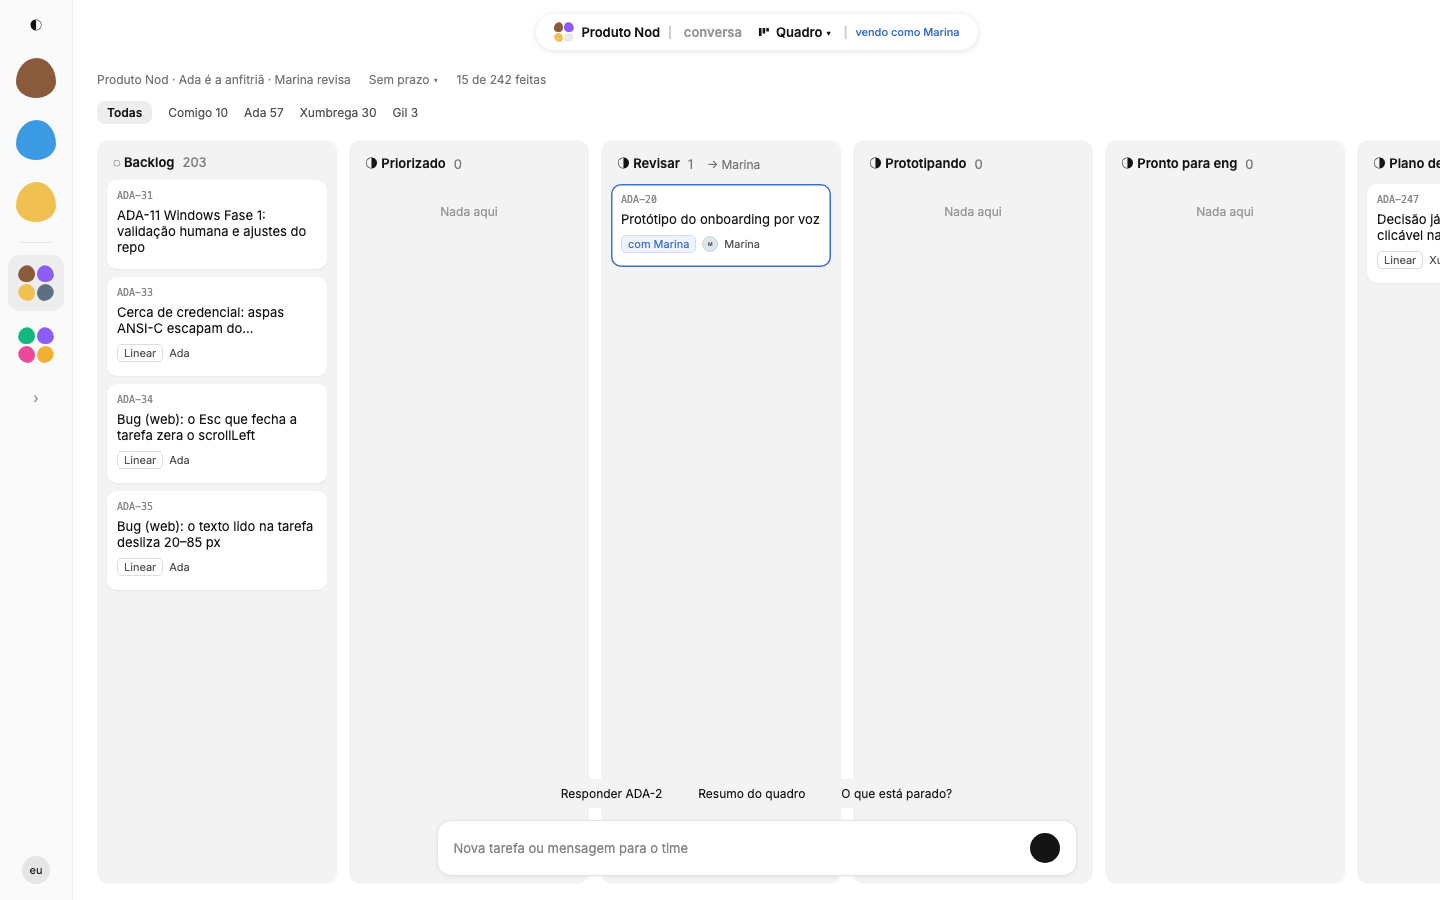 Produto Nod | conversa Quadro ▾ | vendo como Marina
Produto Nod · Ada é a anfitriã · Marina revisa Sem prazo ▾ 15 de 242 feitas
Todas Comigo 10 Ada 57 Xumbrega 30 Gil 3
Backlog 203
ADA-31
ADA-11 Windows Fase 1:
validação humana e ajustes do
repo
ADA-33
Cerca de credencial: aspas
ANSI-C escapam do...
Linear Ada
ADA-34
Bug (web): o Esc que fecha a
tarefa zera o scrollLeft
Linear Ada
ADA-35
Bug (web): o texto lido na tarefa
desliza 20–85 px
Linear Ada
Priorizado 0
Nada aqui
Revisar 1 → Marina
ADA-20
Protótipo do onboarding por voz
com Marina M Marina
Prototipando 0
Nada aqui
Pronto para eng 0
Nada aqui
Plano de
ADA-247
Decisão já
clicável na
Linear Xu
Responder ADA-2 Resumo do quadro O que está parado?
Nova tarefa ou mensagem para o time
eu